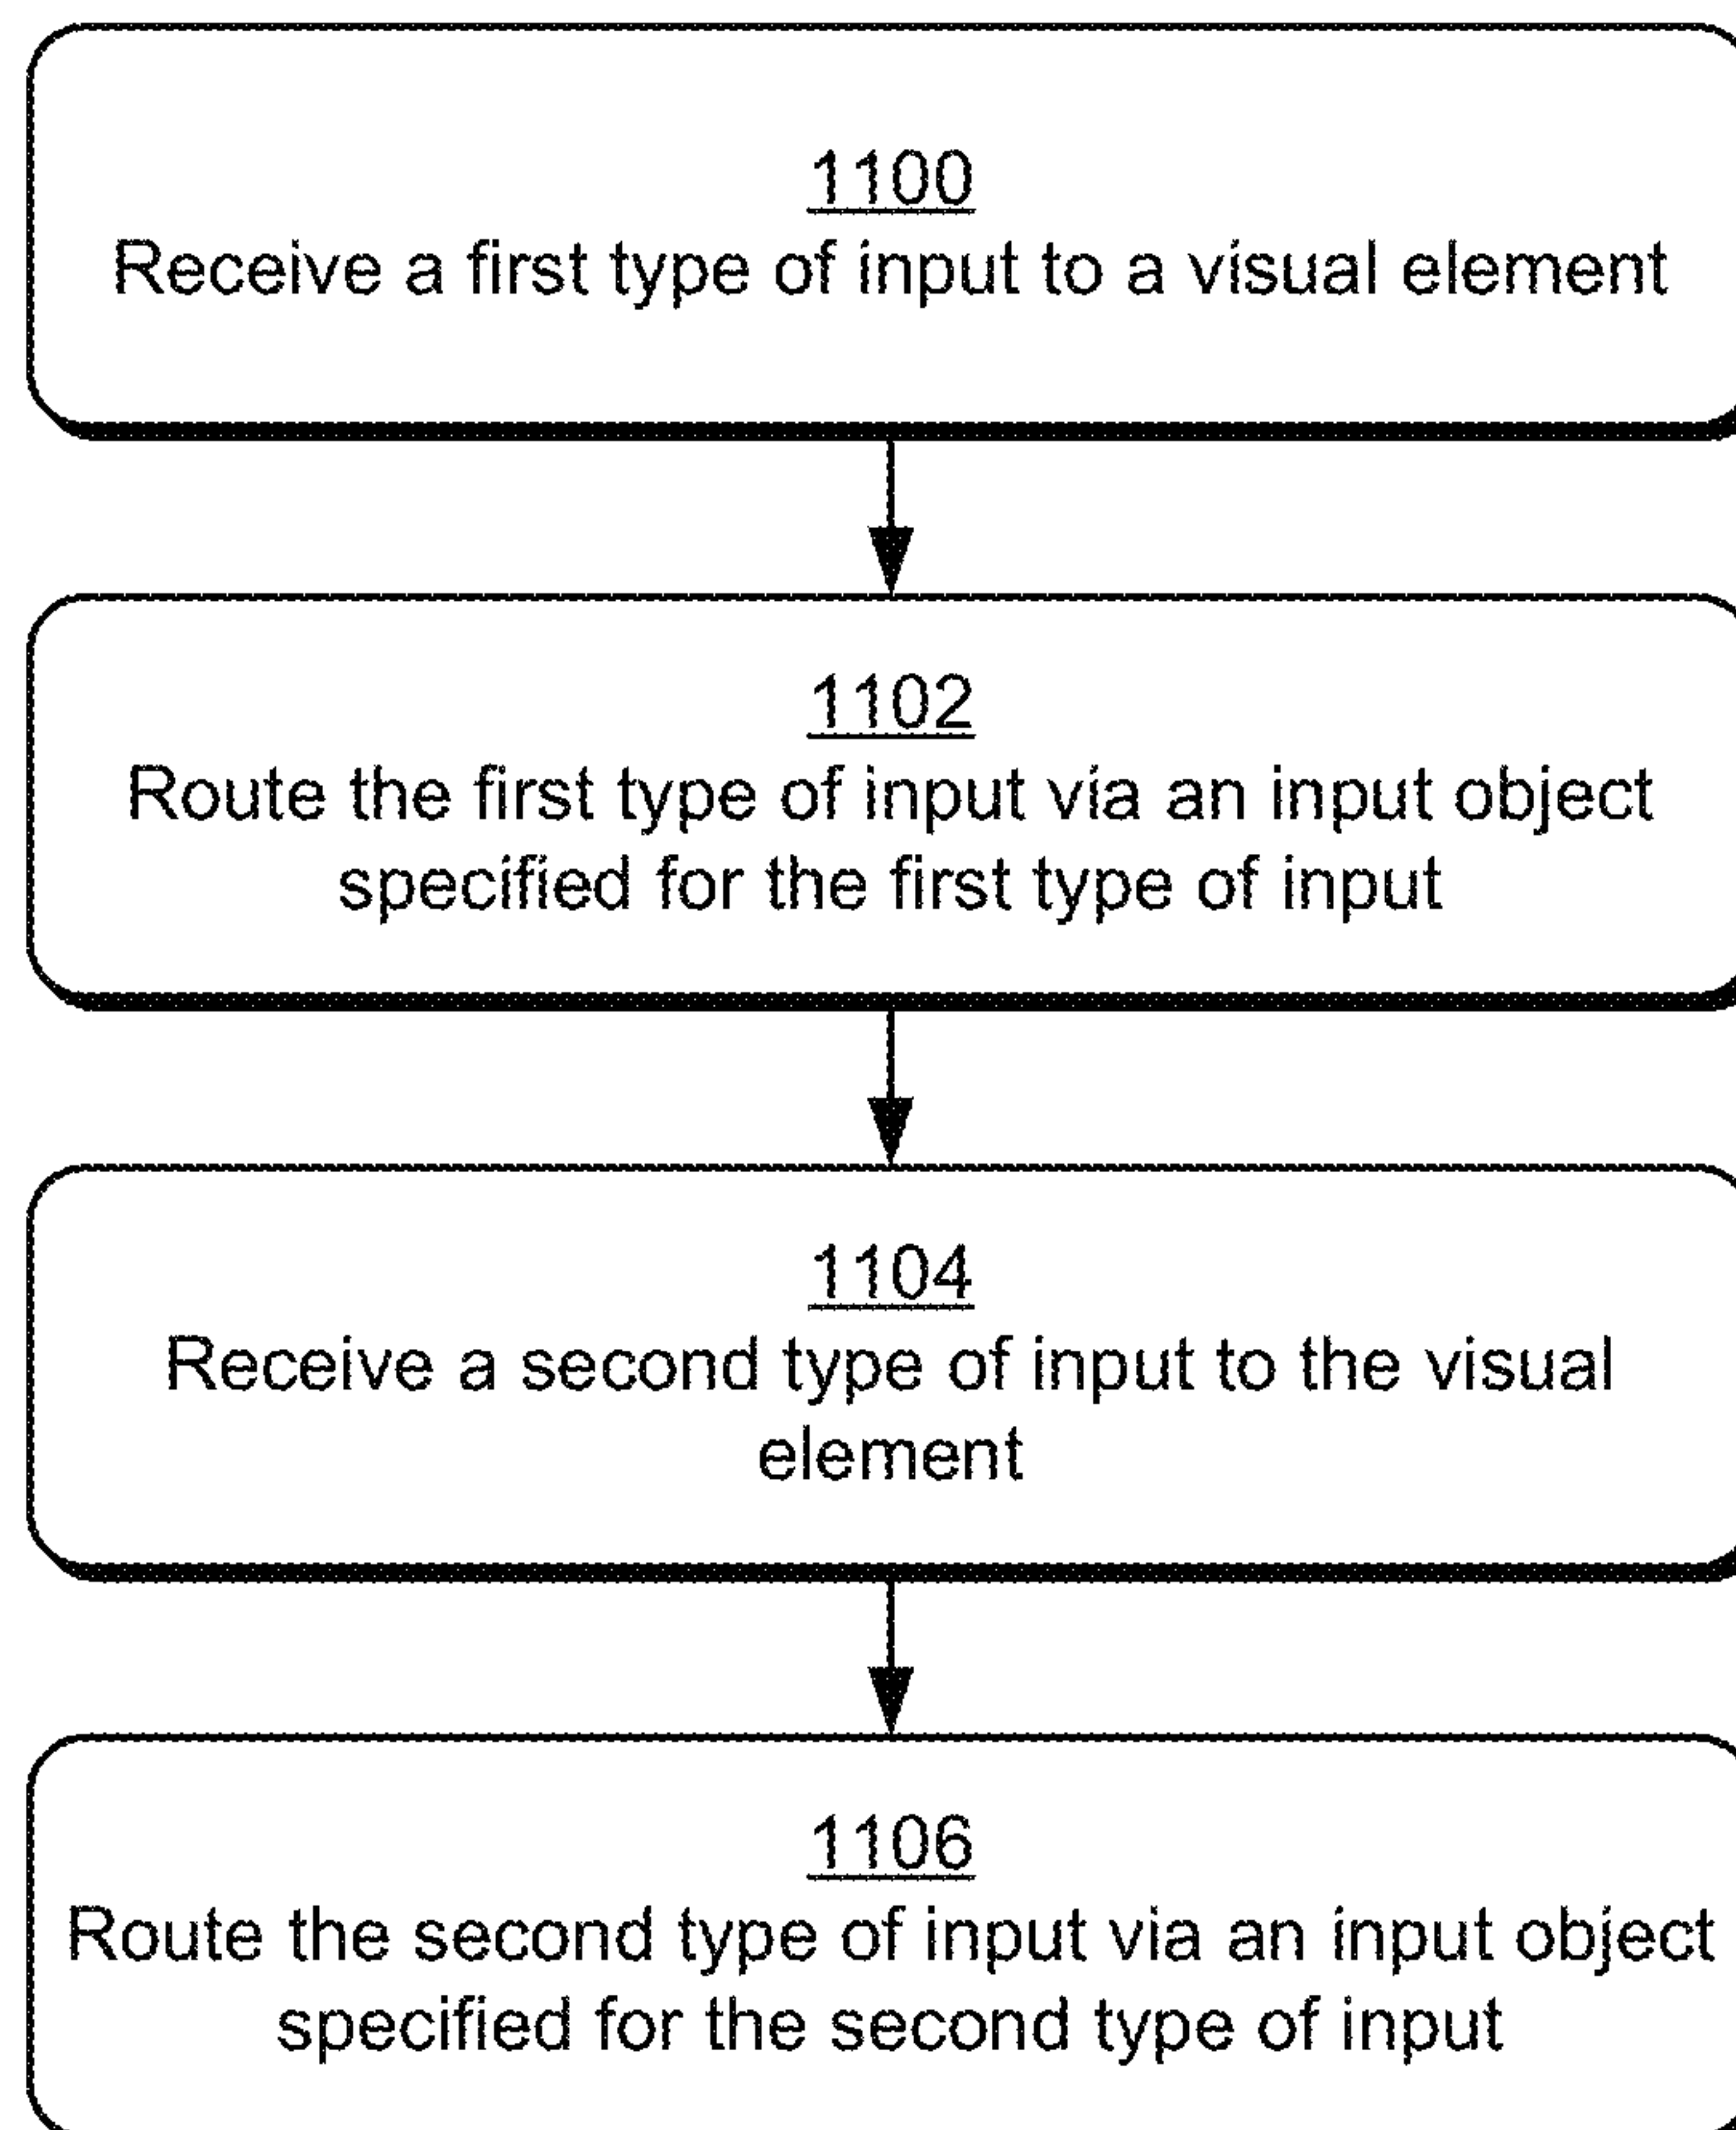 1100
Receive a first type of input to a visual element
1102
Route the first type of input via an input object
specified for the first type of input
1104
Receive a second type of input to the visual
element
1106
Route the second type of input via an input object
specified for the second type of input